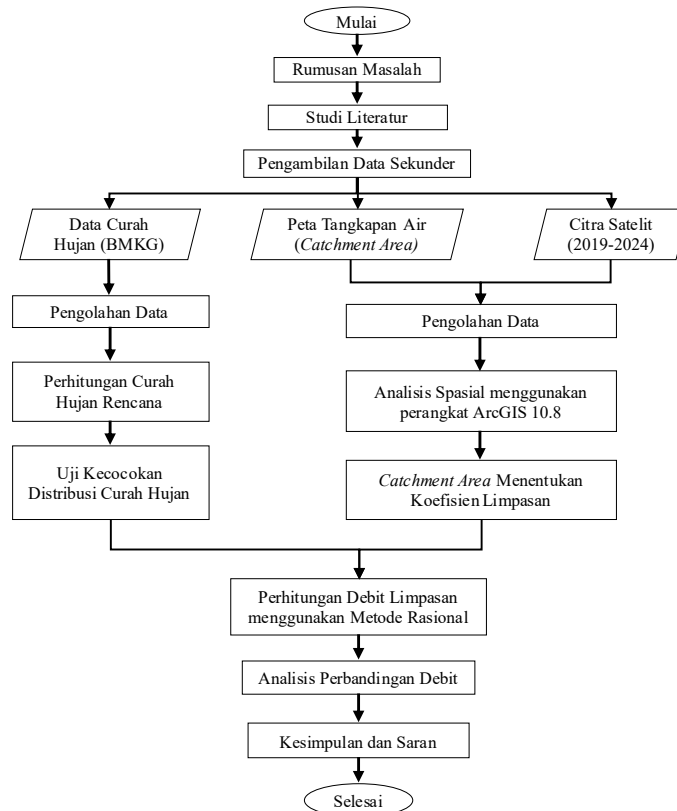 Mulai
Rumusan Masalah
Studi Literatur
Pengambilan Data Sekunder
Data Curah
Hujan (BMKG)
Peta Tangkapan Air
(Catchment Area)
Citra Satelit
(2019-2024)
Pengolahan Data
Pengolahan Data
Perhitungan Curah
Hujan Rencana
Analisis Spasial menggunakan
perangkat ArcGIS 10.8
Uji Kecocokan
Distribusi Curah Hujan
Catchment Area Menentukan
Koefisien Limpasan
Perhitungan Debit Limpasan
menggunakan Metode Rasional
Analisis Perbandingan Debit
Kesimpulan dan Saran
Selesai